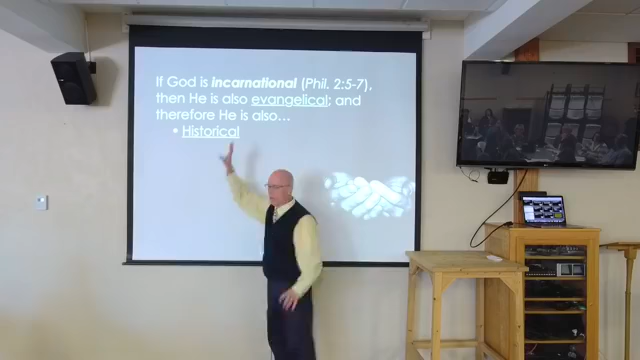 If God is incarnational (Phil. 2:5-7),
then He is also evangelical; and
therefore He is also...
• Historical